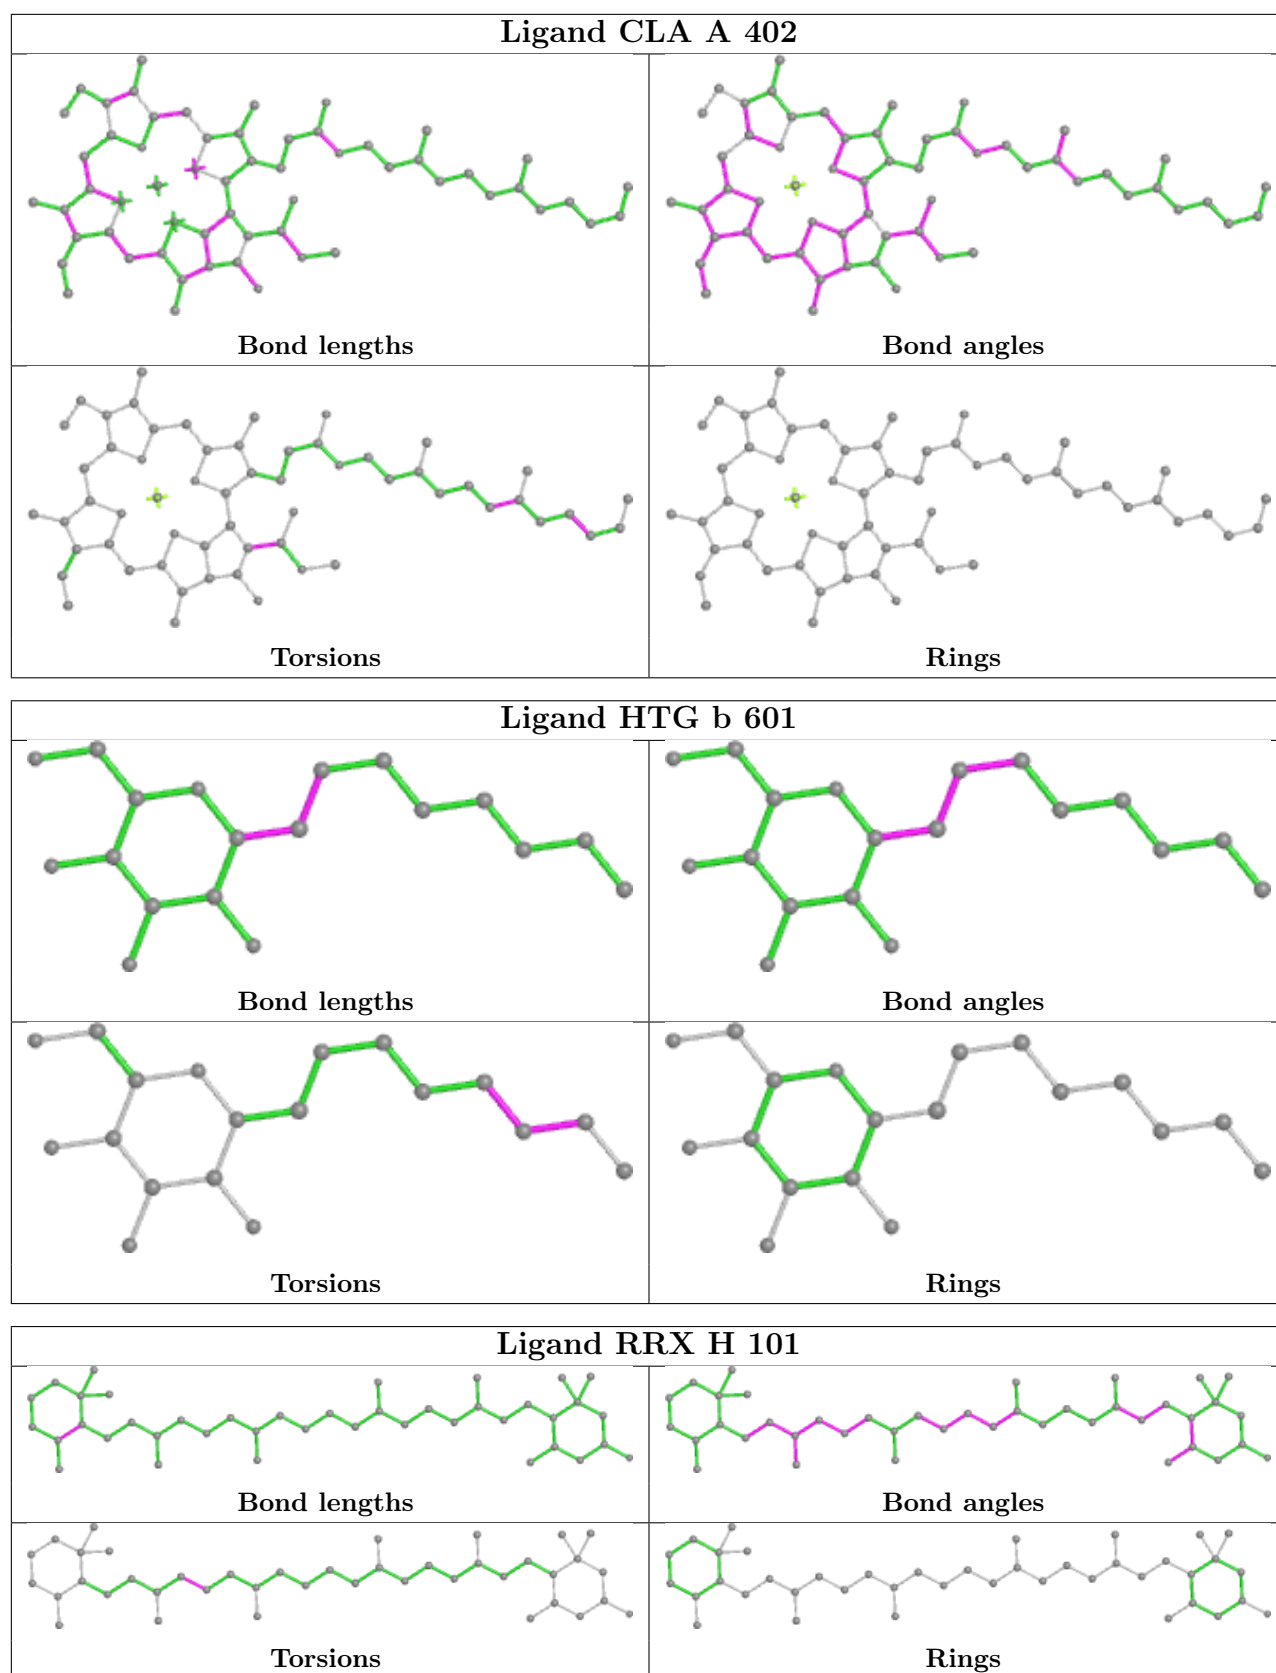 Ligand CLA A 402
Bond lengths
Bond angles
Torsions
Rings
Ligand HTG b 601
Bond lengths
Bond angles
Torsions
Rings
Ligand RRX H 101
Bond lengths
Bond angles
Torsions
Rings